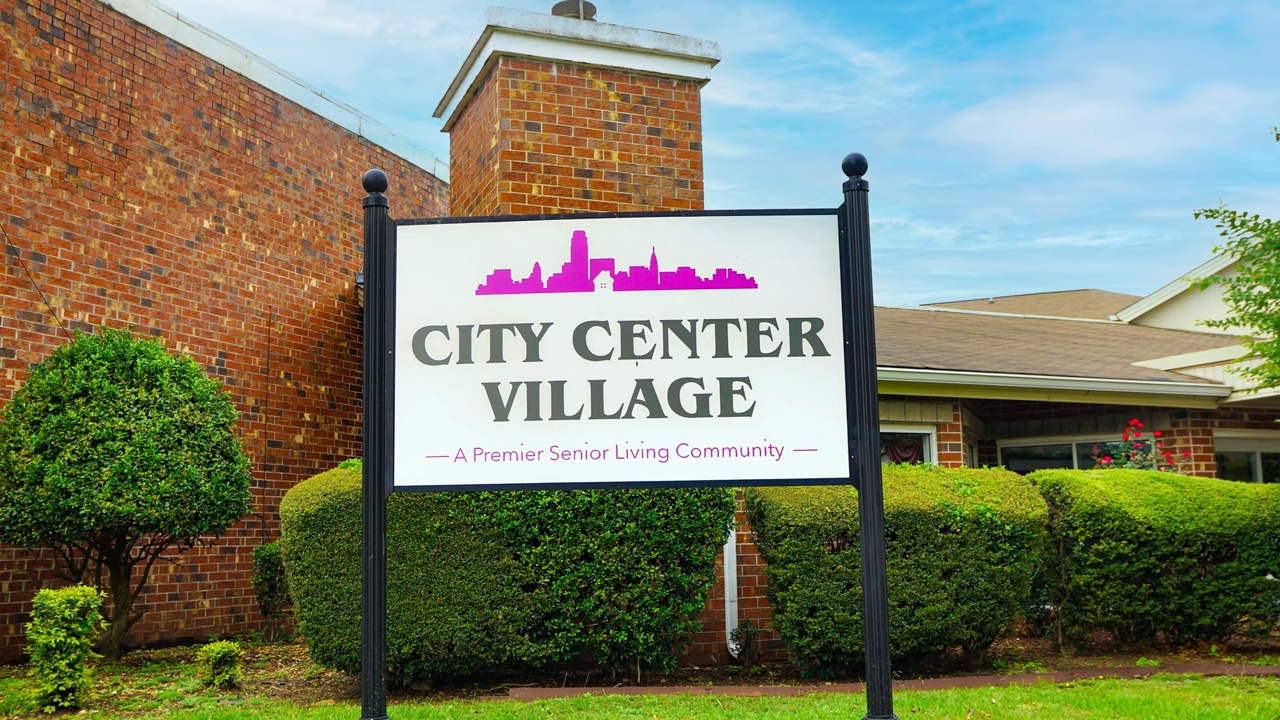 CITY CENTER
VILLAGE
— A Premier Senior Living Community —